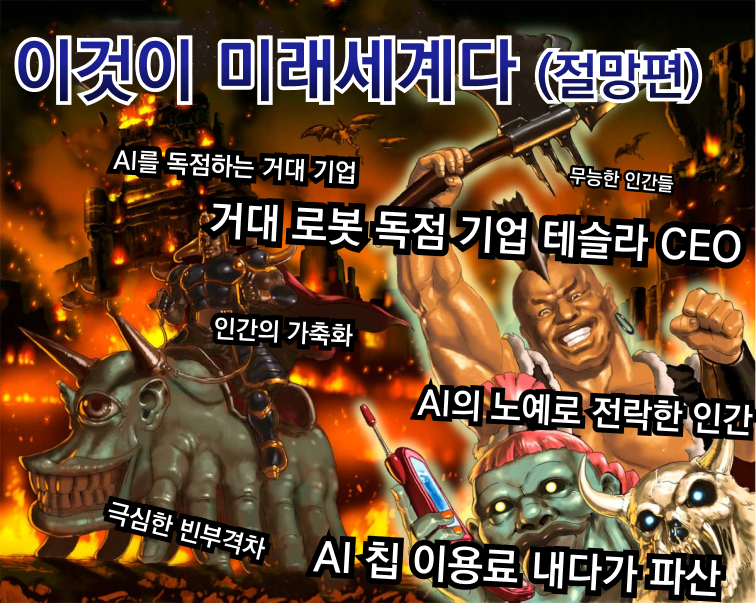 이것이 미래세계다 (절망편)
AI를 독점하는 거대 기업
무능한 인간들
거대 로봇 독점 기업 테슬라 CEO
인간의 가축화
AI의 노예로 전락한 인간
극심한 빈부격차
AI 칩 이용료 내다가 파산